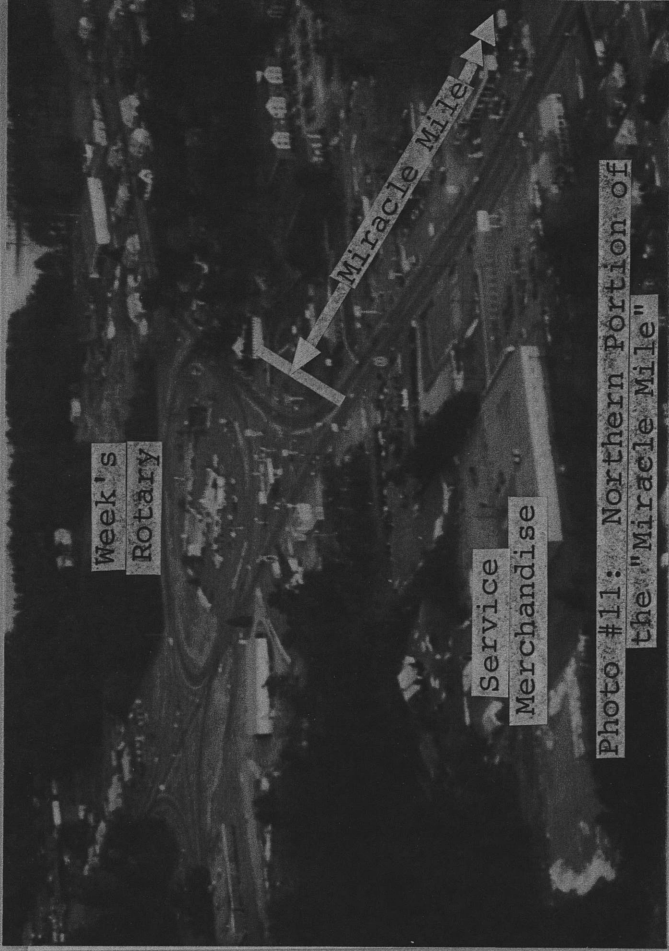 Week's
Rotary
Miracle Mile
Service
Merchandise
Photo #11: Northern Portion of
the "Miracle Mile"